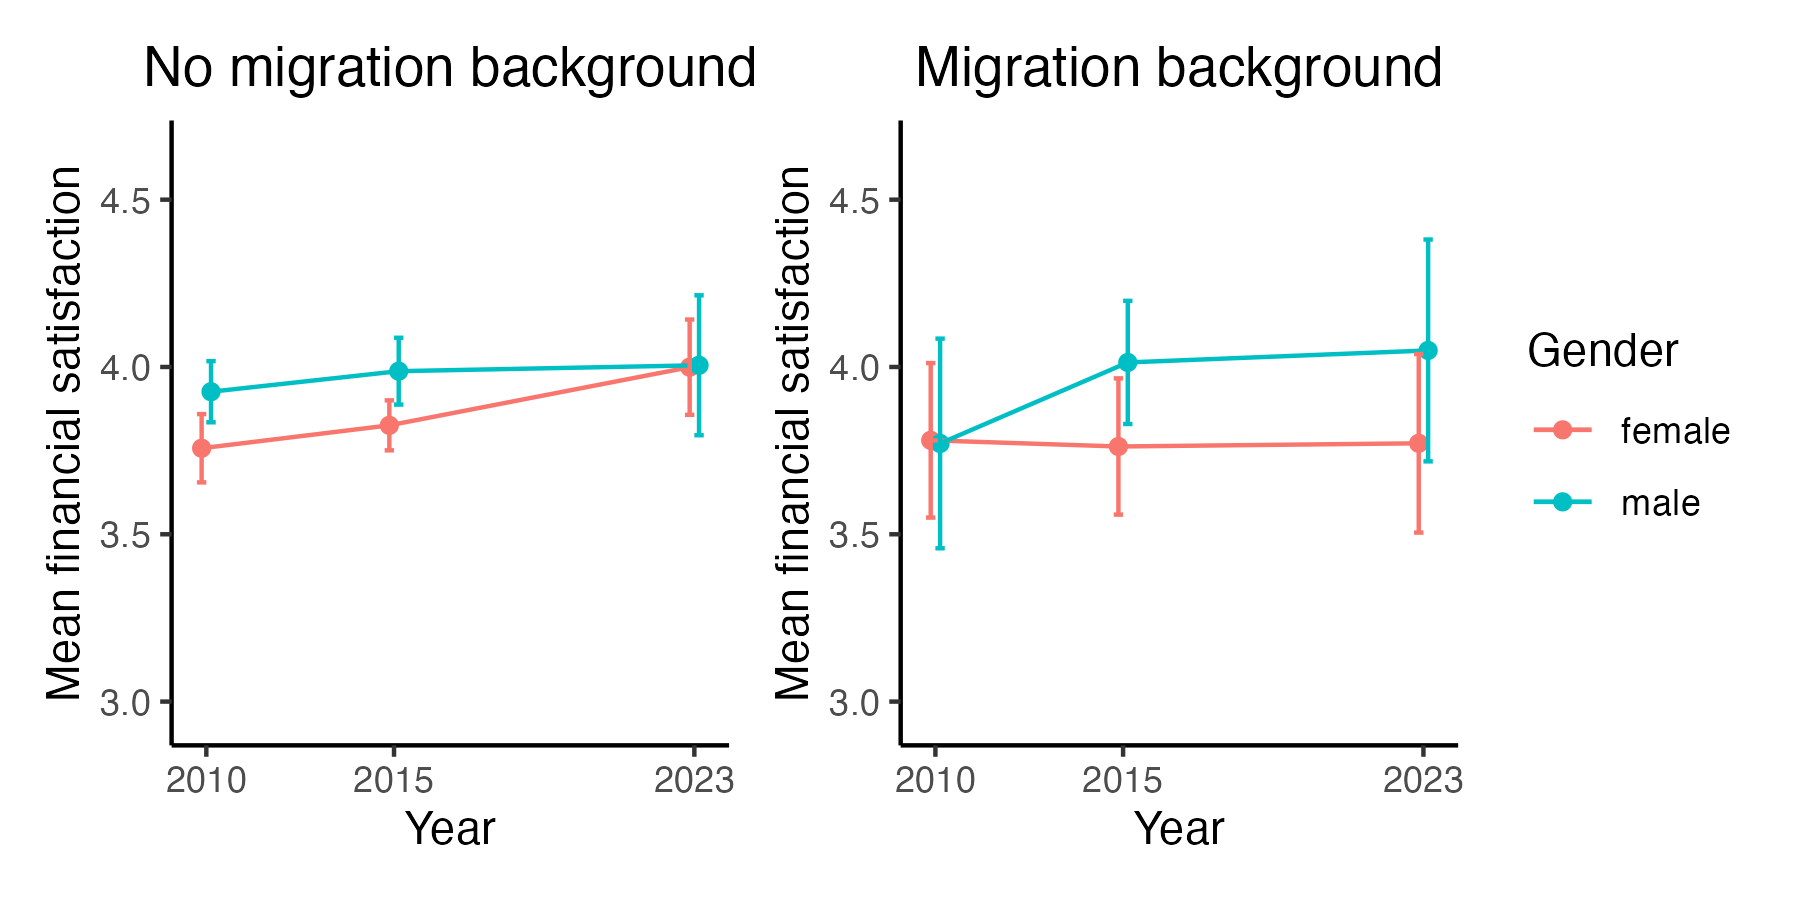 No migration background
Mean financial satisfaction
4.5
4.0
3.5
3.0
2010 2015 2023
Year
Migration background
Mean financial satisfaction
4.5
4.0
3.5
3.0
2010 2015 2023
Year
Gender
female
male